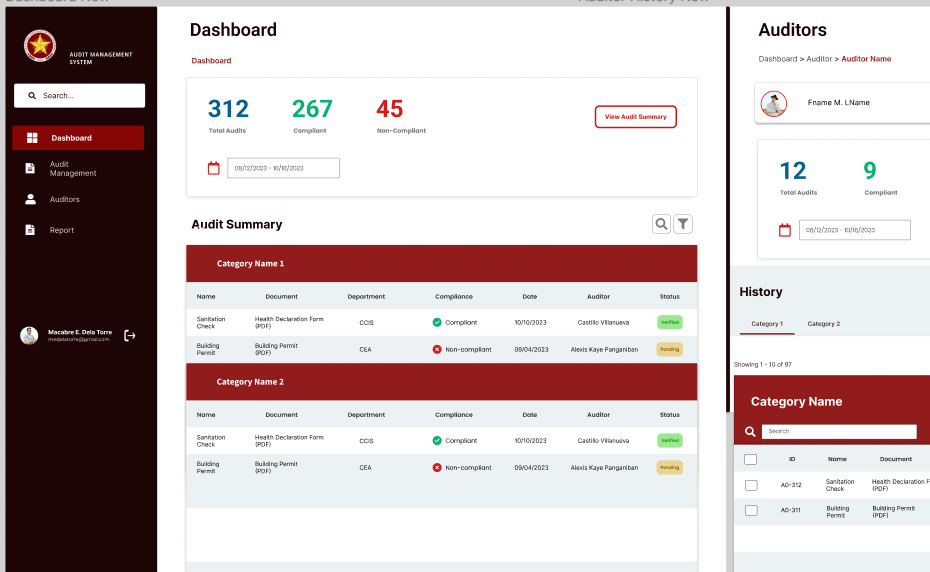 Dashboard New
Auditor History New
AUDIT MANAGEMENT
SYSTEM
Search...
Dashboard
Audit
Management
Auditors
Report
Macabre E. Dela Torre
medelatorre@gmail.com
Dashboard
Dashboard
312
267
45
Total Audits
Compliant
Non-Compliant
View Audit Summary
08/12/2023 - 10/18/2023
Audit Summary
Category Name 1
Name Document Department Compliance Date Auditor Status
Sanitation
Check
Health Declaration Form
(PDF)
CCIS
Compliant
10/10/2023
Castillo Villanueva
Verified
Building
Permit
Building Permit
(PDF)
CEA
Non-compliant
09/04/2023
Alexis Kaye Panganiban
Pending
Category Name 2
Name Document Department Compliance Date Auditor Status
Sanitation
Check
Health Declaration Form
(PDF)
CCIS
Compliant
10/10/2023
Castillo Villanueva
Verified
Building
Permit
Building Permit
(PDF)
CEA
Non-compliant
09/04/2023
Alexis Kaye Panganiban
Pending
Auditors
Dashboard > Auditor > Auditor Name
Fname M. LName
12
9
Total Audits
Compliant
08/12/2023 - 10/18/2023
History
Category 1
Category 2
Showing 1 - 10 of 97
Category Name
Search
ID Name Document
A0-312
Sanitation
Check
Health Declaration F
(PDF)
A0-311
Building
Permit
Building Permit
(PDF)